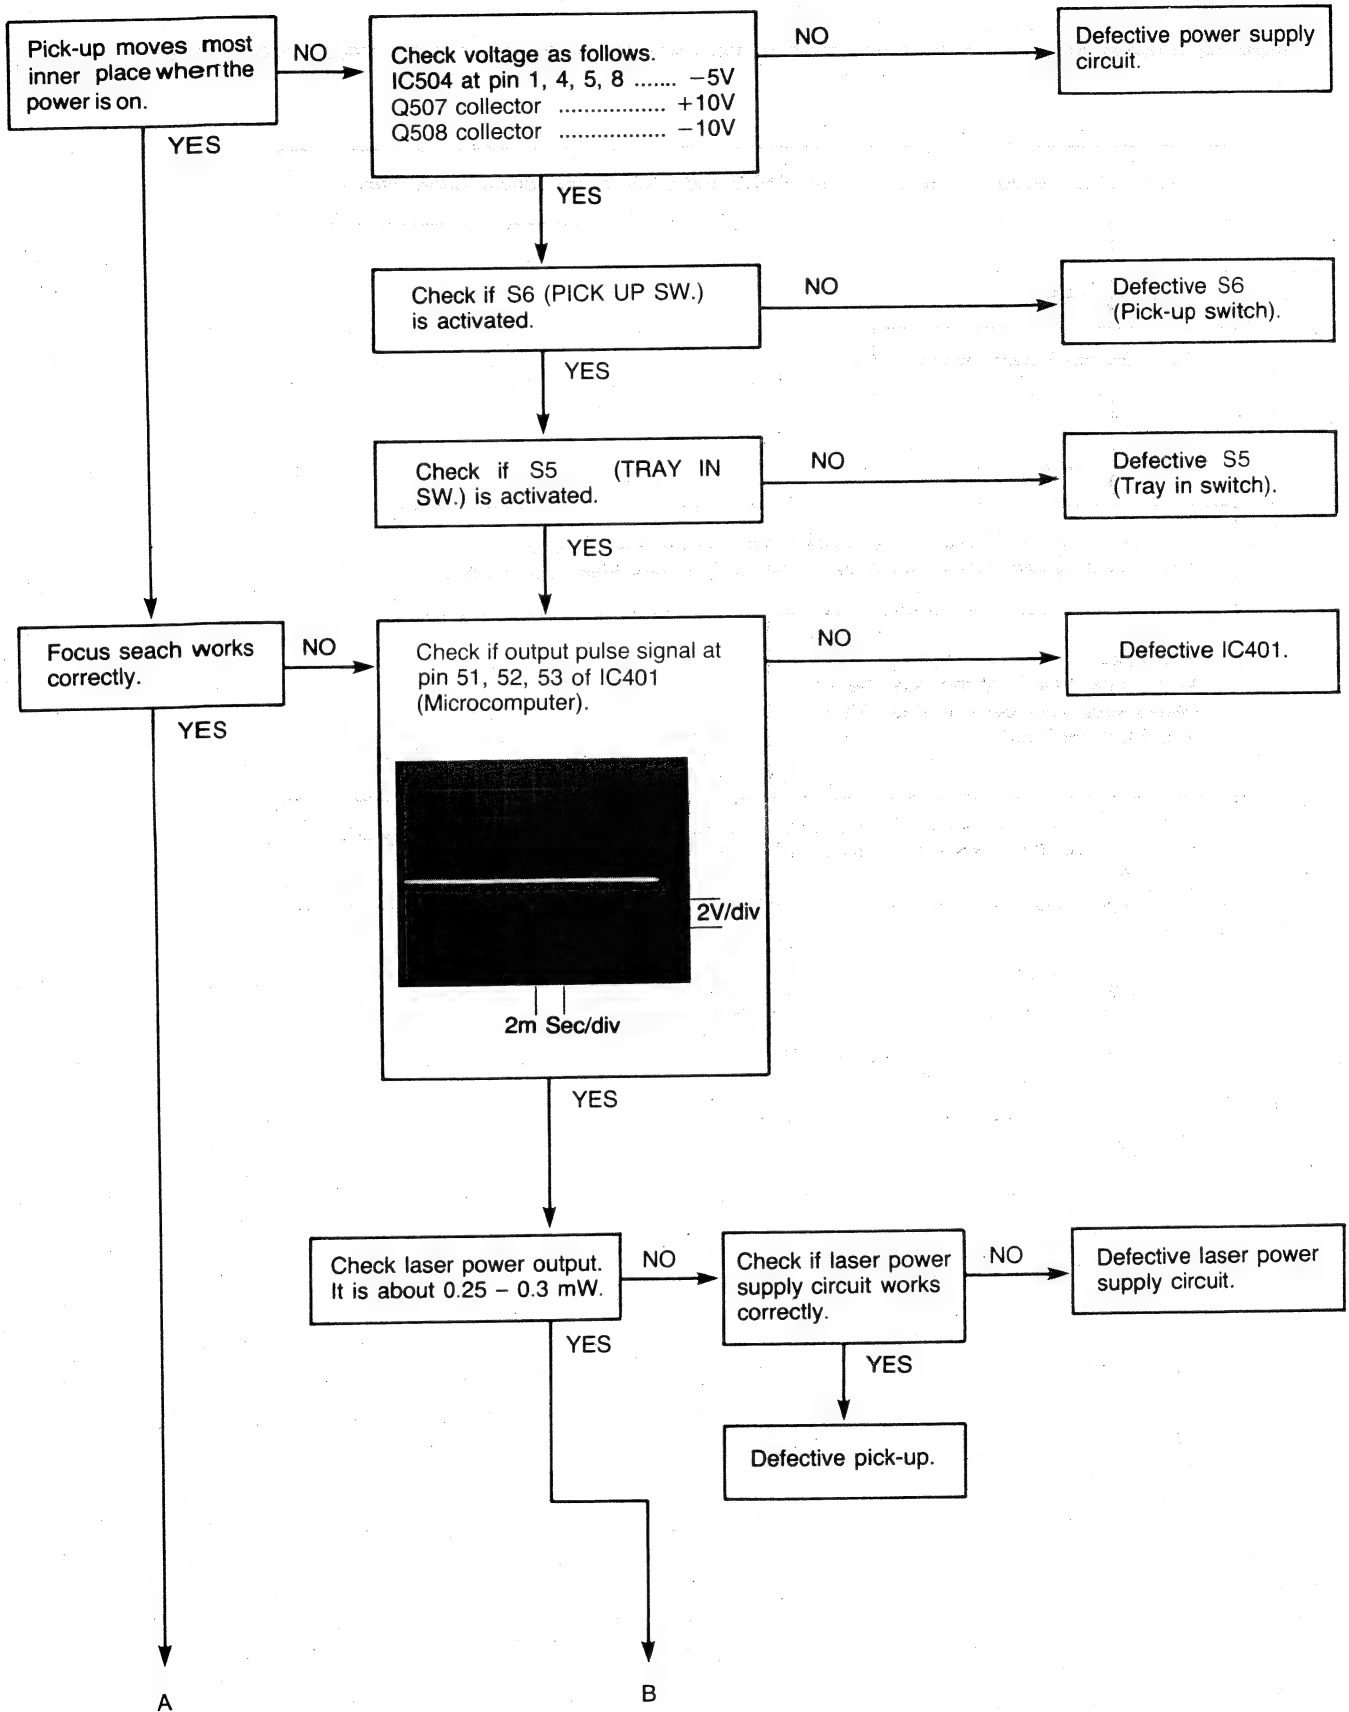 Pick-up moves most
inner place when the
power is on.
NO
Check voltage as follows.
IC504 at pin 1, 4, 5, 8 ....... −5V
Q507 collector ................. +10V
Q508 collector ................. −10V
NO
Defective power supply
circuit.
YES
YES
Check if S6 (PICK UP SW.)
is activated.
NO
Defective S6
(Pick-up switch).
YES
Check if S5 (TRAY IN
SW.) is activated.
NO
Defective S5
(Tray in switch).
YES
Focus seach works
correctly.
NO
Check if output pulse signal at
pin 51, 52, 53 of IC401
(Microcomputer).
NO
Defective IC401.
YES
2V/div
2m Sec/div
YES
Check laser power output.
It is about 0.25 – 0.3 mW.
NO
Check if laser power
supply circuit works
correctly.
NO
Defective laser power
supply circuit.
YES
YES
Defective pick-up.
A
B